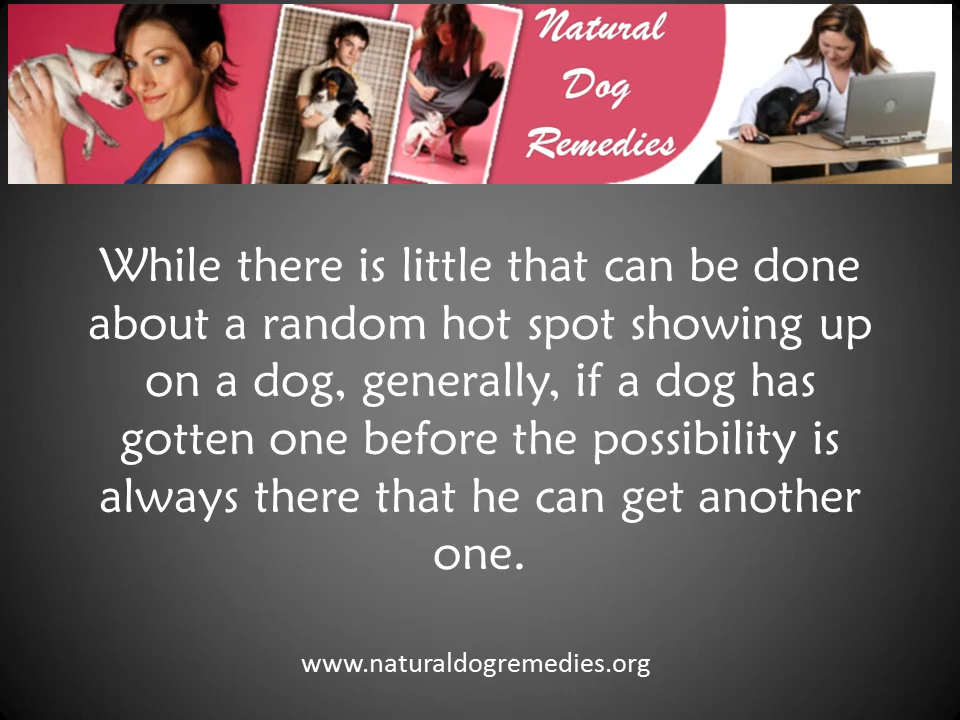 Natural
Dog
Remedies
While there is little that can be done
about a random hot spot showing up
on a dog, generally, if a dog has
gotten one before the possibility is
always there that he can get another
one.
www.naturaldogremedies.org